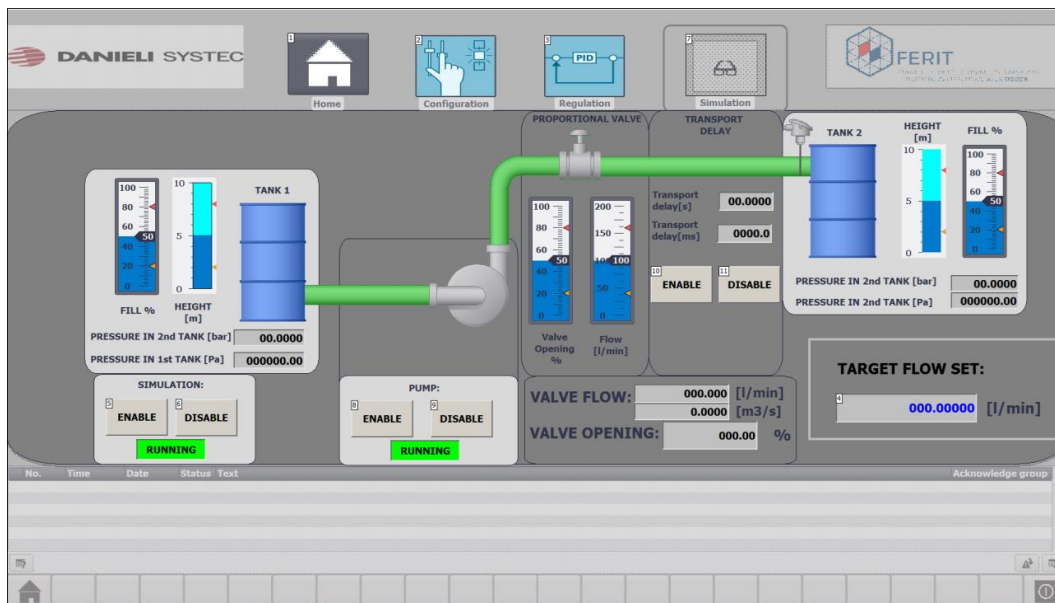 DANIELI SYSTEC
1
Home
2
Configuration
3
PID
Regulation
7
Simulation
FERIT
PROPORTIONAL VALVE
TRANSPORT
DELAY
TANK 2
HEIGHT
[m]
FILL %
10
5
0
100
80
60
50
40
20
0
100
80
60
50
40
20
0
10
5
0
TANK 1
FILL %
HEIGHT
[m]
PRESSURE IN 2nd TANK [bar] 00.0000
PRESSURE IN 1st TANK [Pa] 000000.00
100
80
60
50
40
20
0
200
150
100
50
0
Valve
Opening
%
Flow
[l/min]
Transport
delay[s] 00.0000
Transport
delay[ms] 0000.0
10
ENABLE
11
DISABLE
PRESSURE IN 2nd TANK [bar] 00.0000
PRESSURE IN 2nd TANK [Pa] 000000.00
SIMULATION:
5
ENABLE
6
DISABLE
RUNNING
PUMP:
8
ENABLE
9
DISABLE
RUNNING
VALVE FLOW: 000.000 [l/min]
0.0000 [m3/s]
VALVE OPENING: 000.00 %
TARGET FLOW SET:
4
000.00000 [l/min]
No. Time Date Status Text Acknowledge group